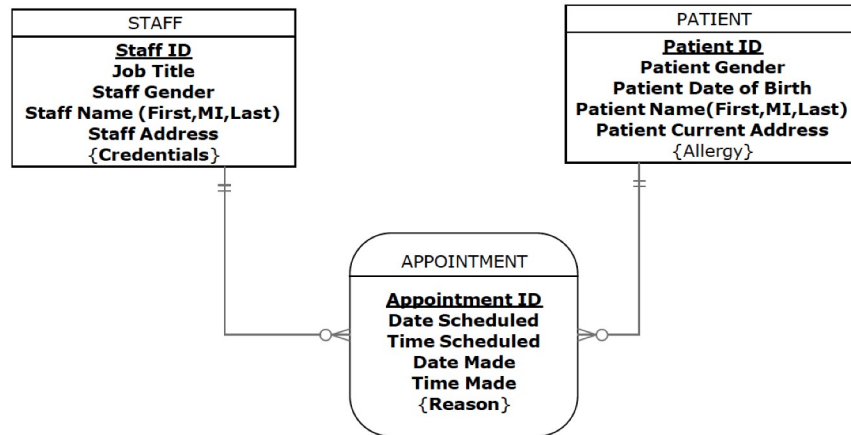 STAFF
Staff ID
Job Title
Staff Gender
Staff Name (First,MI,Last)
Staff Address
{Credentials}
PATIENT
Patient ID
Patient Gender
Patient Date of Birth
Patient Name(First,MI,Last)
Patient Current Address
{Allergy}
APPOINTMENT
Appointment ID
Date Scheduled
Time Scheduled
Date Made
Time Made
{Reason}